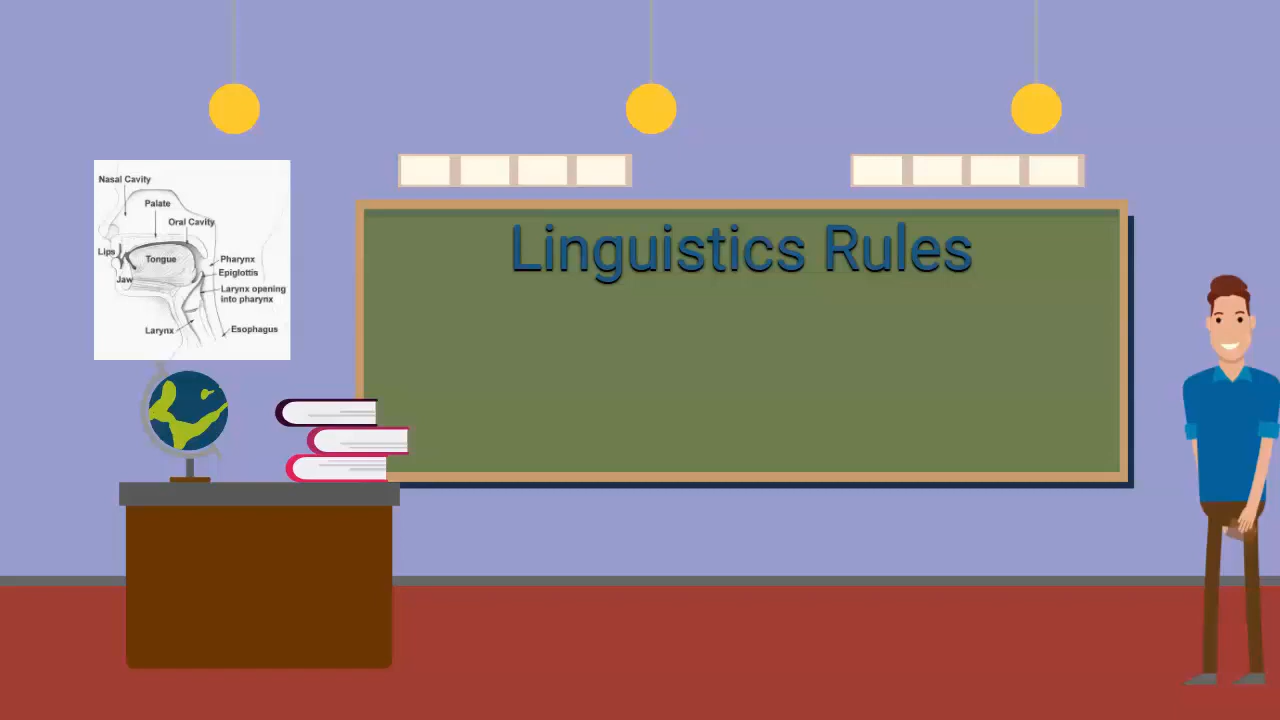 Linguistics Rules
Nasal Cavity
Palate
Oral Cavity
Lips
Tongue
Pharynx
Epiglottis
Jaw
Larynx opening
into pharynx
Larynx
Esophagus